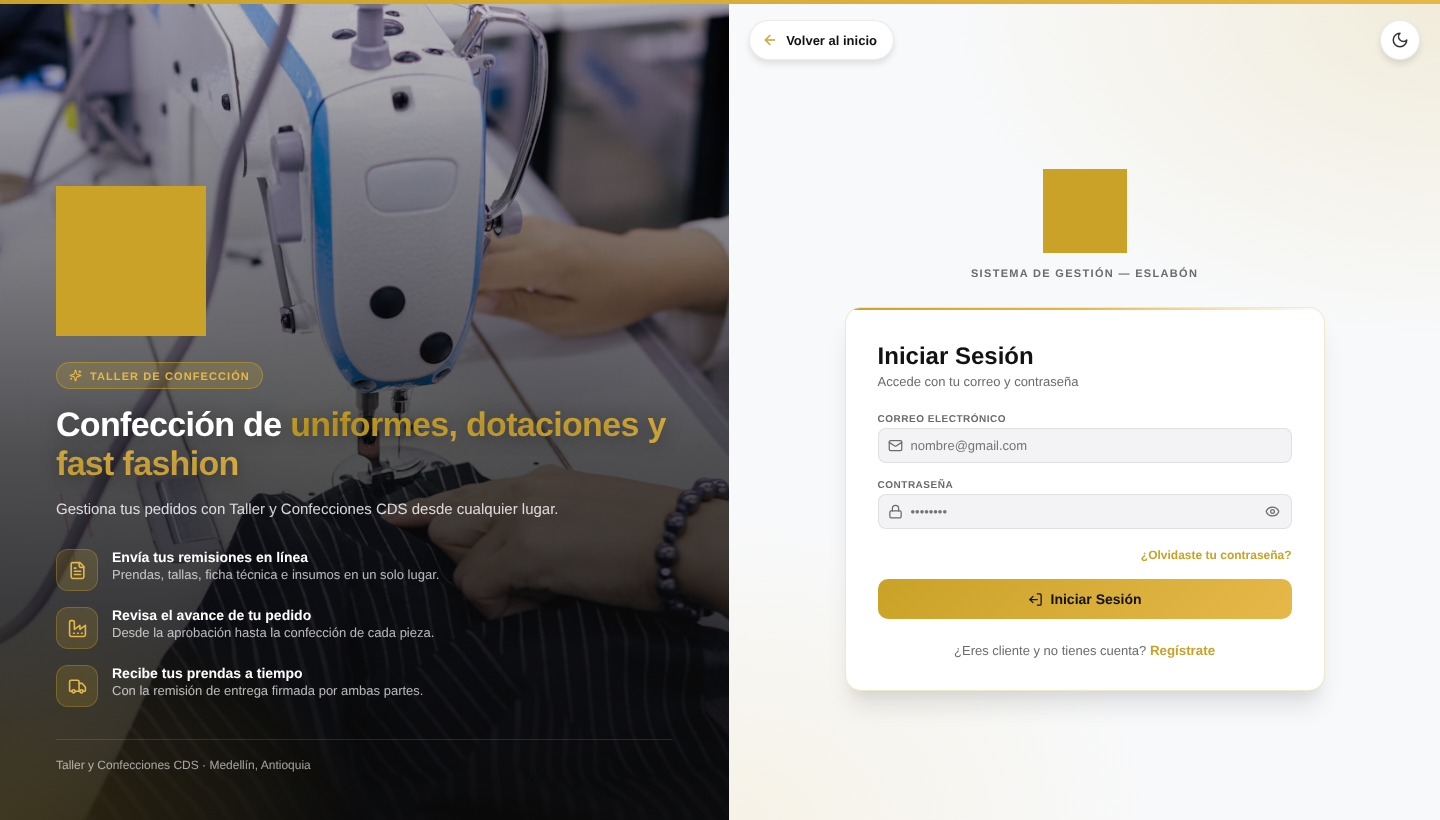 TALLER DE CONFECCIÓN
Confección de uniformes, dotaciones y
fast fashion
Gestiona tus pedidos con Taller y Confecciones CDS desde cualquier lugar.
Envía tus remisiones en línea
Prendas, tallas, ficha técnica e insumos en un solo lugar.
Revisa el avance de tu pedido
Desde la aprobación hasta la confección de cada pieza.
Recibe tus prendas a tiempo
Con la remisión de entrega firmada por ambas partes.
Taller y Confecciones CDS · Medellín, Antioquia
Volver al inicio
SISTEMA DE GESTIÓN — ESLABÓN
Iniciar Sesión
Accede con tu correo y contraseña
CORREO ELECTRÓNICO
nombre@gmail.com
CONTRASEÑA
••••••••
¿Olvidaste tu contraseña?
Iniciar Sesión
¿Eres cliente y no tienes cuenta? Regístrate